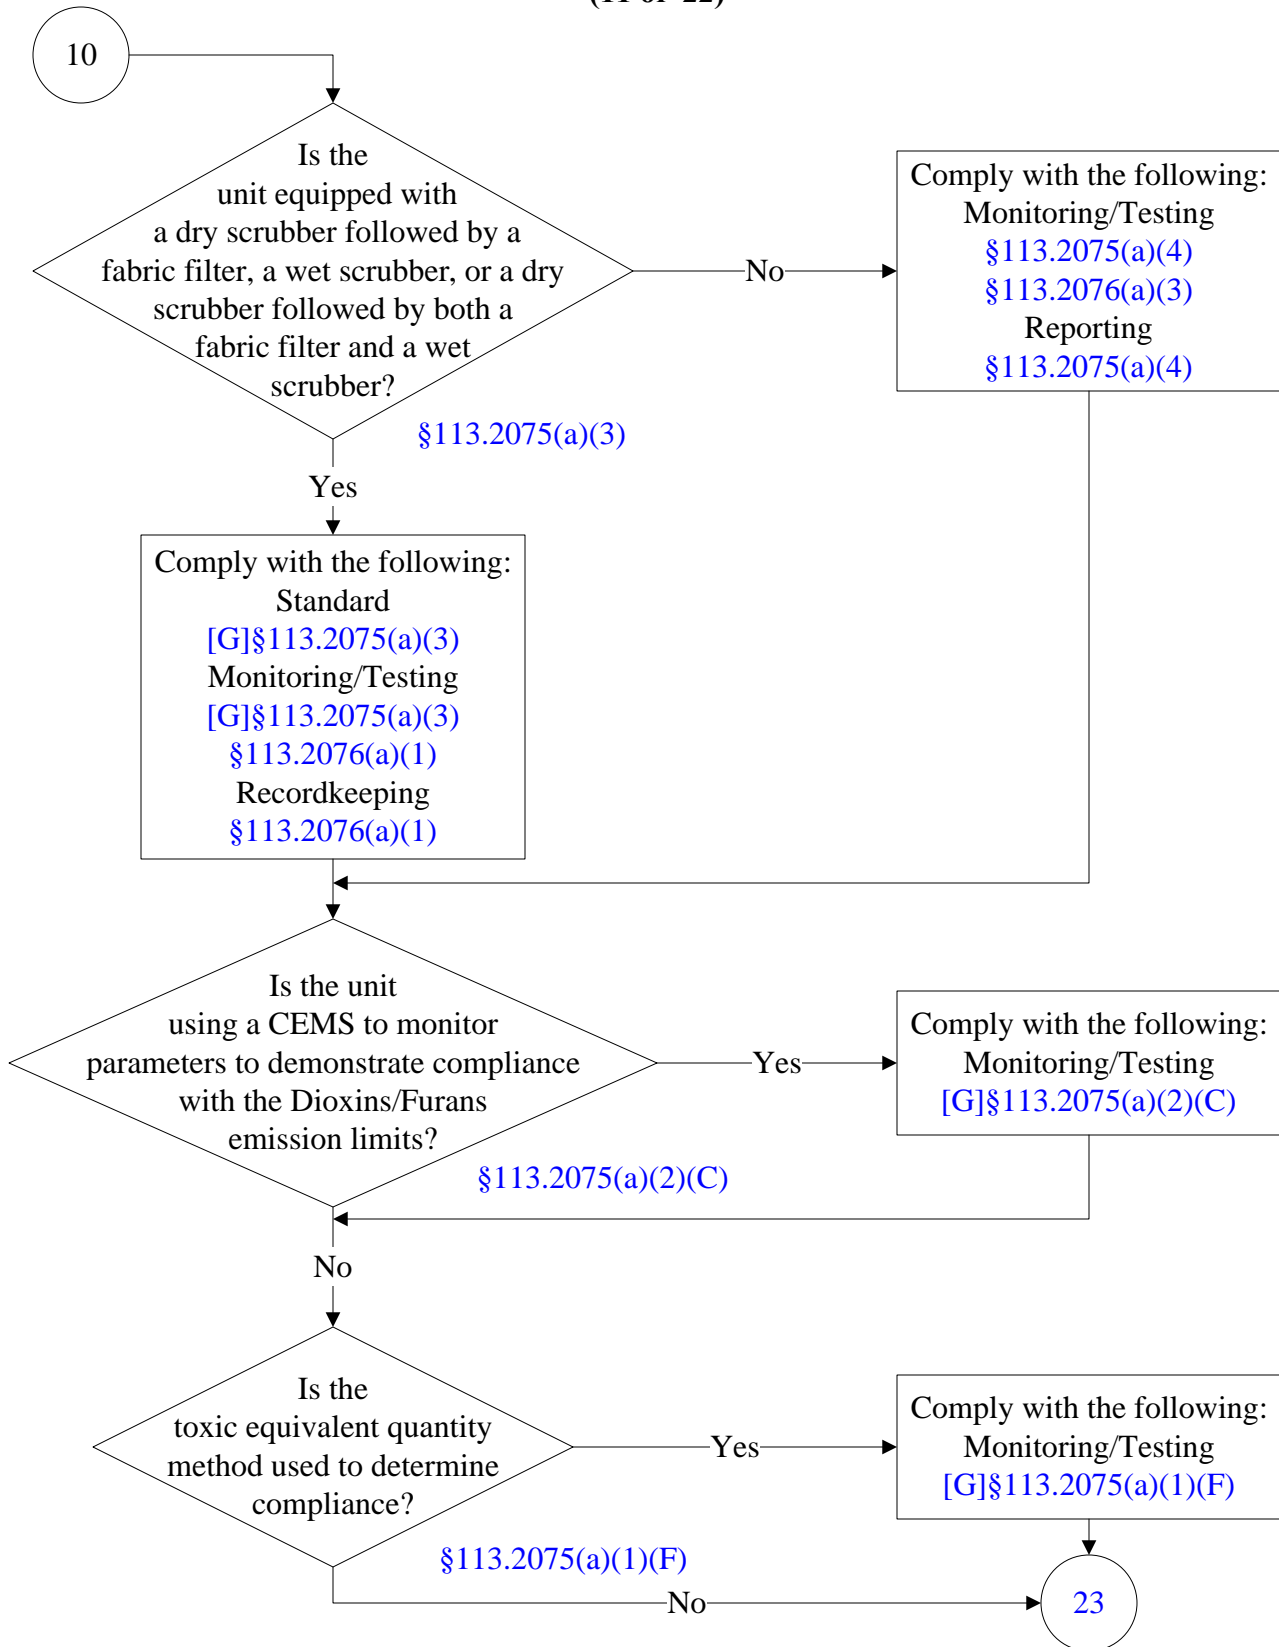 (11 of 22)
10
Is the
unit equipped with
a dry scrubber followed by a
fabric filter, a wet scrubber, or a dry
scrubber followed by both a
fabric filter and a wet
scrubber?
§113.2075(a)(3)
No
Comply with the following:
Monitoring/Testing
§113.2075(a)(4)
§113.2076(a)(3)
Reporting
§113.2075(a)(4)
Yes
Comply with the following:
Standard
[G]§113.2075(a)(3)
Monitoring/Testing
[G]§113.2075(a)(3)
§113.2076(a)(1)
Recordkeeping
§113.2076(a)(1)
Is the unit
using a CEMS to monitor
parameters to demonstrate compliance
with the Dioxins/Furans
emission limits?
§113.2075(a)(2)(C)
Yes
Comply with the following:
Monitoring/Testing
[G]§113.2075(a)(2)(C)
No
Is the
toxic equivalent quantity
method used to determine
compliance?
§113.2075(a)(1)(F)
Yes
Comply with the following:
Monitoring/Testing
[G]§113.2075(a)(1)(F)
No
23